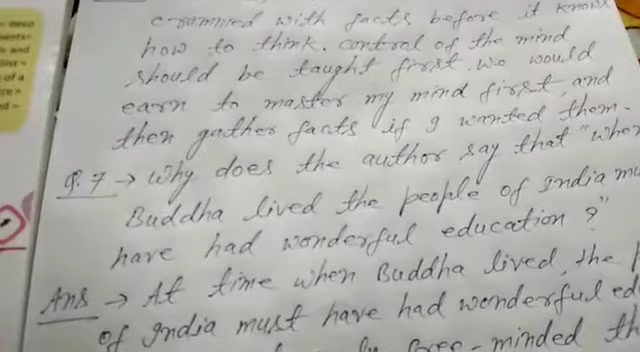 crammed with facts before it knows
how to think. control of the mind
should be taught first. we would
earn to master my mind first, and
then gather facts if I wanted them.
Q.7 → Why does the author say that "when
Buddha lived the people of India mu
have had wonderful education ?"
Ans → At time when Buddha lived, the p
of India must have had wonderful ed
free-minded th